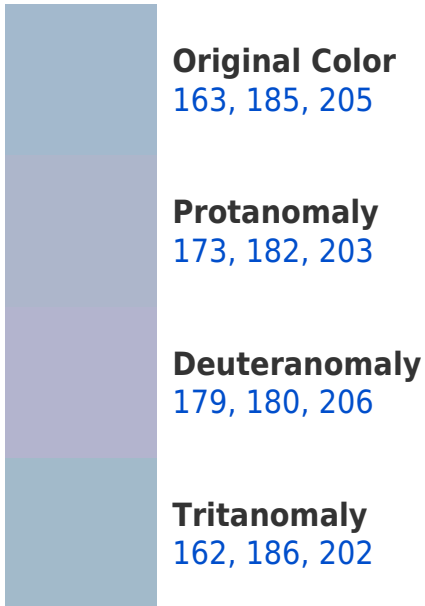 Original Color
163, 185, 205
Protanomaly
173, 182, 203
Deuteranomaly
179, 180, 206
Tritanomaly
162, 186, 202